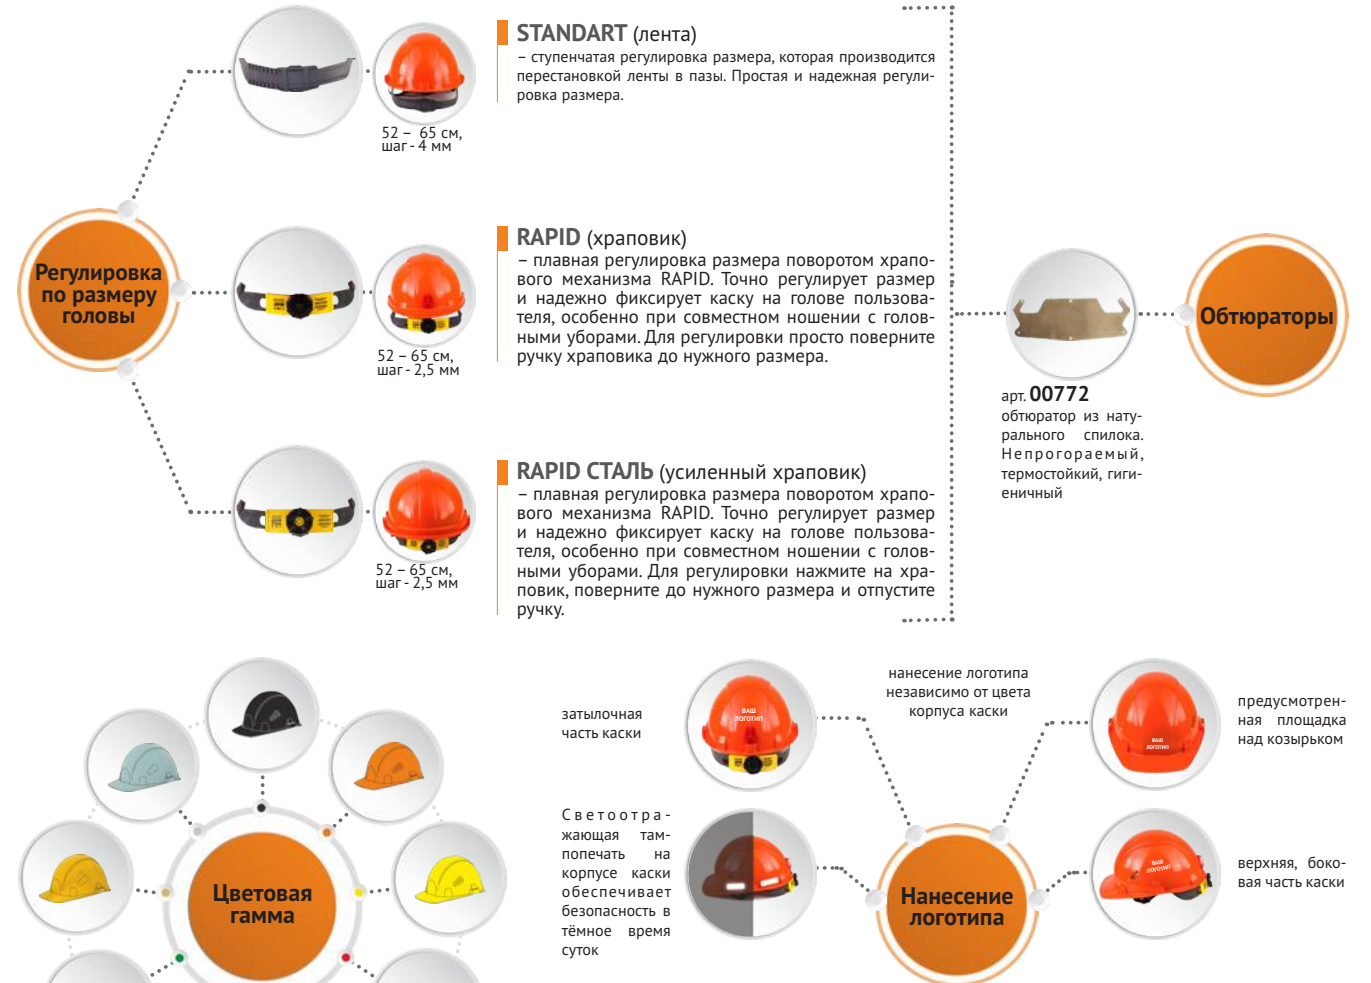 STANDART (лента)
– ступенчатая регулировка размера, которая производится
перестановкой ленты в пазы. Простая и надежная регули-
ровка размера.
52 – 65 см,
шаг - 4 мм
Регулировка
по размеру
головы
RAPID (храповик)
– плавная регулировка размера поворотом храпо-
вого механизма RAPID. Точно регулирует размер
и надежно фиксирует каску на голове пользова-
теля, особенно при совместном ношении с голов-
ными уборами. Для регулировки просто поверните
ручку храповика до нужного размера.
52 – 65 см,
шаг - 2,5 мм
Обтюраторы
арт. 00772
обтюратор из нату-
рального спилока.
Непрогораемый,
термостойкий, гиги-
еничный
RAPID СТАЛЬ (усиленный храповик)
– плавная регулировка размера поворотом храпо-
вого механизма RAPID. Точно регулирует размер
и надежно фиксирует каску на голове пользова-
теля, особенно при совместном ношении с голов-
ными уборами. Для регулировки нажмите на хра-
повик, поверните до нужного размера и отпустите
ручку.
52 – 65 см,
шаг - 2,5 мм
Цветовая
гамма
затылочная
часть каски
ВАШ
ЛОГОТИП
нанесение логотипа
независимо от цвета
корпуса каски
ВАШ
ЛОГОТИП
предусмотрен-
ная площадка
над козырьком
Светоотра-
жающая там-
попечать на
корпусе каски
обеспечивает
безопасность в
тёмное время
суток
Нанесение
логотипа
ВАШ
ЛОГОТИП
верхняя, боко-
вая часть каски